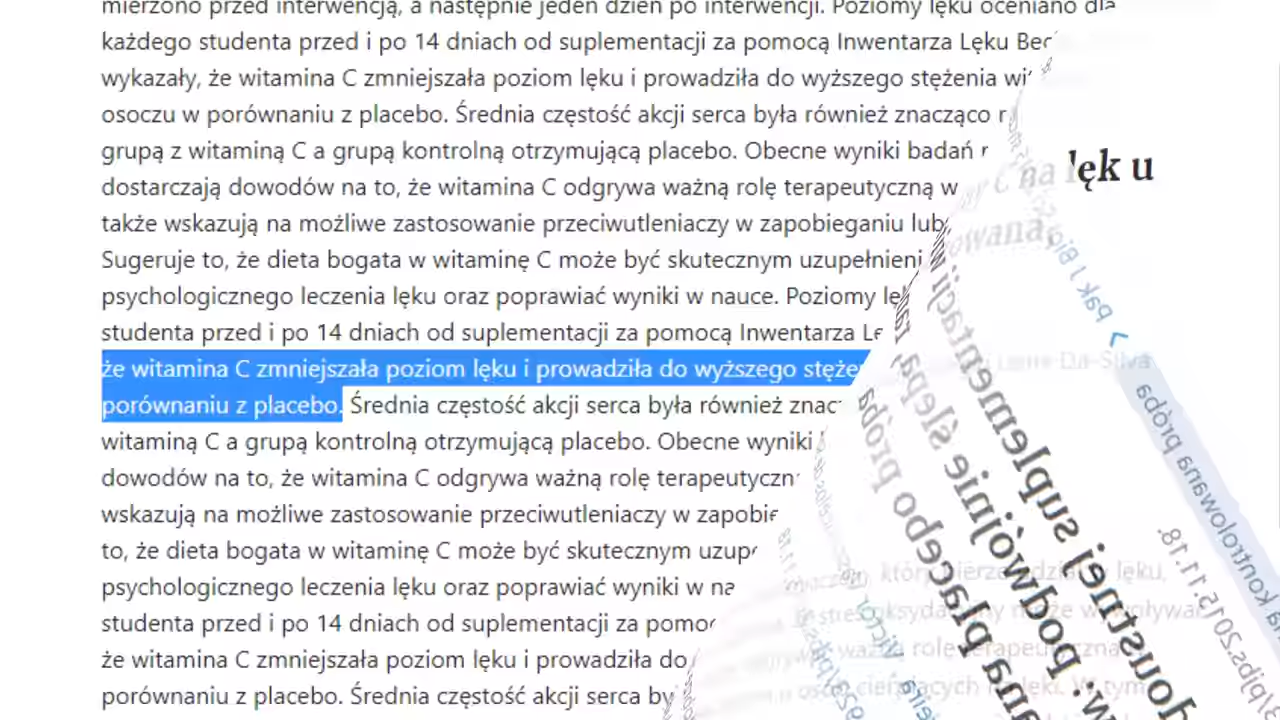 mierzono przed interwencją, a następnie jeden dzień po interwencji. Poziomy lęku oceniano dla
każdego studenta przed i po 14 dniach od suplementacji za pomocą Inwentarza Lęku Bec
wykazały, że witamina C zmniejszała poziom lęku i prowadziła do wyższego stężenia
osoczu w porównaniu z placebo. Średnia częstość akcji serca była również znacząco
grupą z witaminą C a grupą kontrolną otrzymującą placebo. Obecne wyniki badań
C na lęk u
dostarczają dowodów na to, że witamina C odgrywa ważną rolę terapeutyczną w
także wskazują na możliwe zastosowanie przeciwutleniaczy w zapobieganiu lub
Sugeruje to, że dieta bogata w witaminę C może być skutecznym uzupełnieni
psychologicznego leczenia lęku oraz poprawiać wyniki w nauce. Poziomy lę
studenta przed i po 14 dniach od suplementacji za pomocą Inwentarza Lę
że witamina C zmniejszała poziom lęku i prowadziła do wyższego stęże
porównaniu z placebo. Średnia częstość akcji serca była również znac
witaminą C a grupą kontrolną otrzymującą placebo. Obecne wyniki
dowodów na to, że witamina C odgrywa ważną rolę terapeutyczn
wskazują na możliwe zastosowanie przeciwutleniaczy w zapobie
to, że dieta bogata w witaminę C może być skutecznym uzupe
psychologicznego leczenia lęku oraz poprawiać wyniki w na
studenta przed i po 14 dniach od suplementacji za pomoc
że witamina C zmniejszała poziom lęku i prowadziła do
porównaniu z placebo. Średnia częstość akcji serca by
suplementacji
podwójnie ślepa
próba placebo
próba kontrolowana